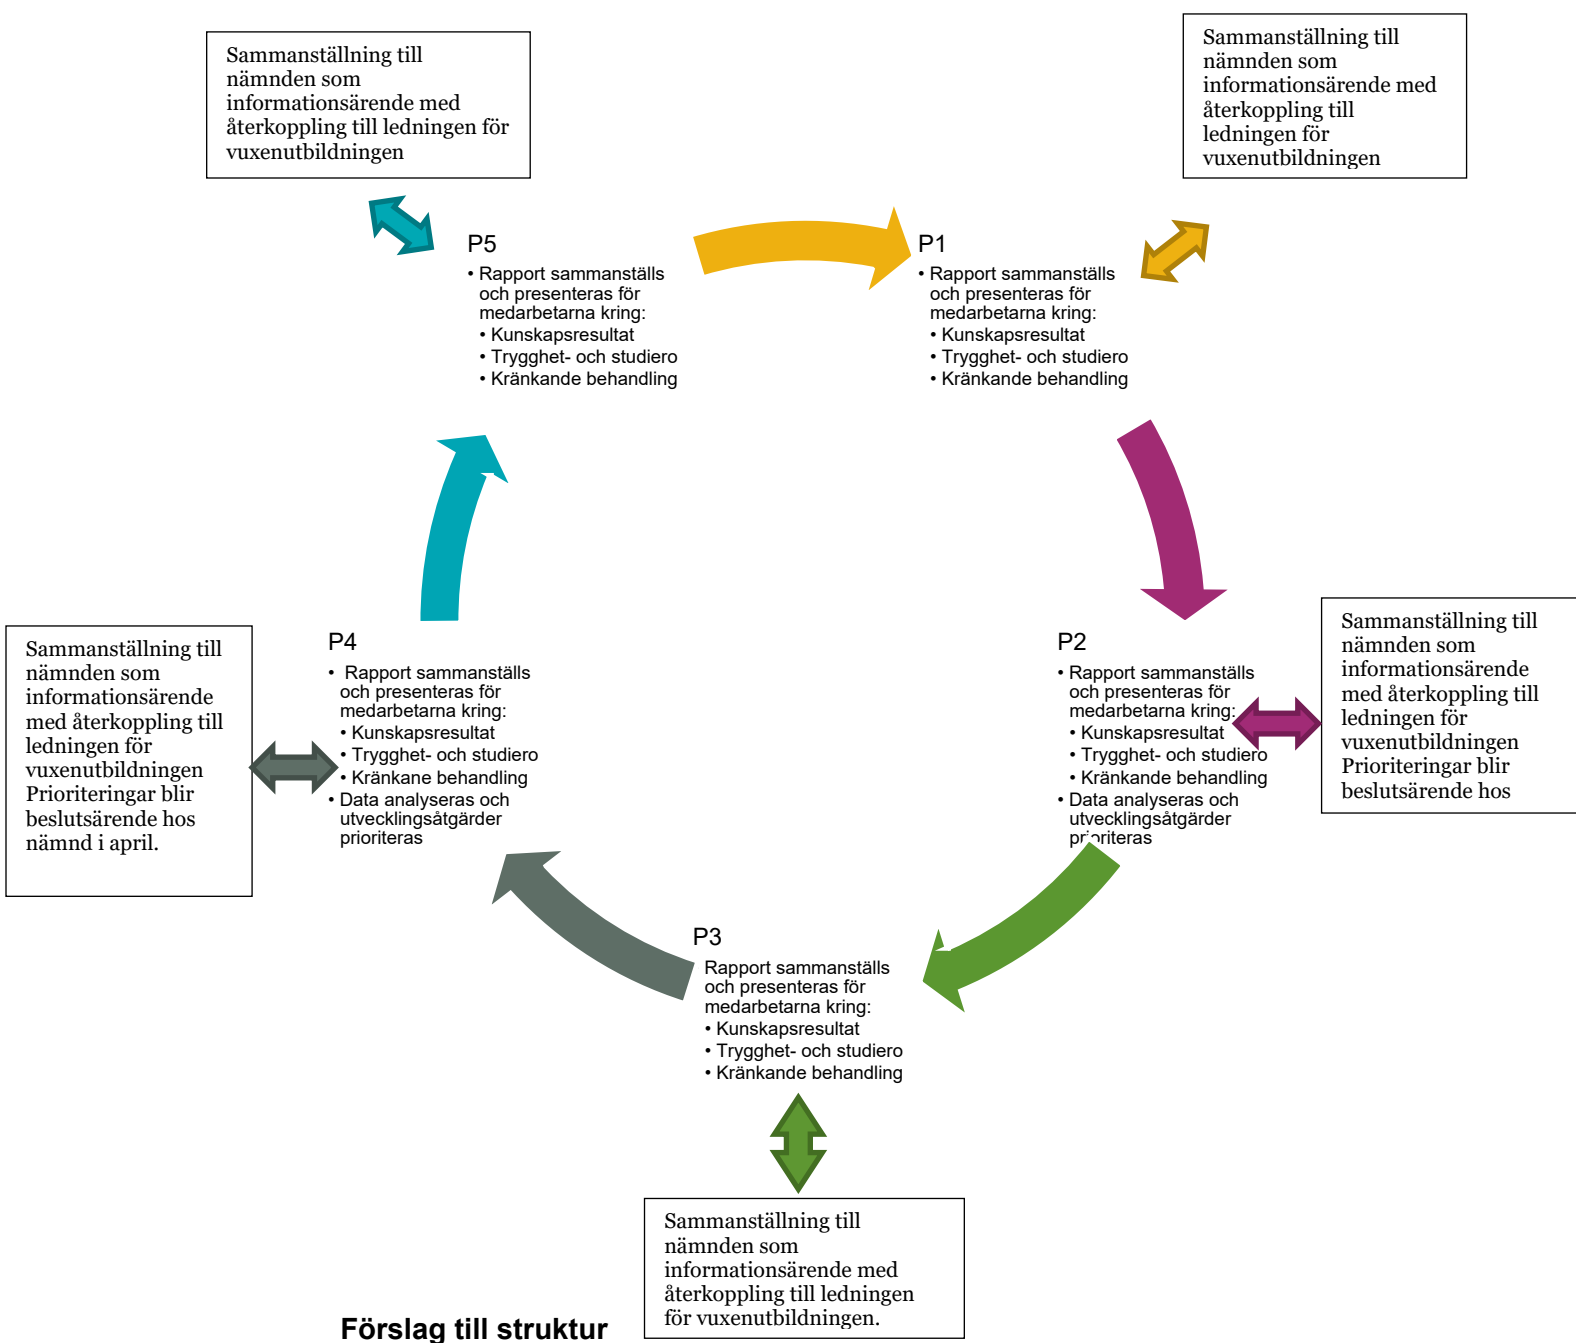 Sammanställning till
nämnden som
informationsärende med
återkoppling till ledningen för
vuxenutbildningen
Sammanställning till
nämnden som
informationsärende med
återkoppling till
ledningen för
vuxenutbildningen
P5
• Rapport sammanställs
och presenteras för
medarbetarna kring:
• Kunskapsresultat
• Trygghet- och studiero
• Kränkande behandling
P1
• Rapport sammanställs
och presenteras för
medarbetarna kring:
• Kunskapsresultat
• Trygghet- och studiero
• Kränkande behandling
Sammanställning till
nämnden som
informationsärende
med återkoppling till
ledningen för
vuxenutbildningen
Prioriteringar blir
beslutsärende hos
nämnd i april.
P4
• Rapport sammanställs
och presenteras för
medarbetarna kring:
• Kunskapsresultat
• Trygghet- och studiero
• Kränkane behandling
• Data analyseras och
utvecklingsåtgärder
prioriteras
P2
• Rapport sammanställs
och presenteras för
medarbetarna kring:
• Kunskapsresultat
• Trygghet- och studiero
• Kränkande behandling
• Data analyseras och
utvecklingsåtgärder
prioriteras
Sammanställning till
nämnden som
informationsärende
med återkoppling till
ledningen för
vuxenutbildningen
Prioriteringar blir
beslutsärende hos
P3
Rapport sammanställs
och presenteras för
medarbetarna kring:
• Kunskapsresultat
• Trygghet- och studiero
• Kränkande behandling
Sammanställning till
nämnden som
informationsärende med
återkoppling till ledningen
för vuxenutbildningen.
Förslag till struktur